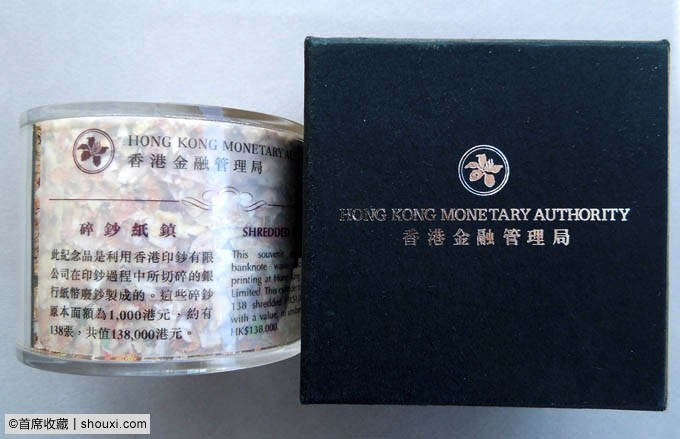 HONG KONG MONETARY
香港金融管理局
碎鈔紙鎮
此紀念品是利用香港印鈔有限
公司在印鈔過程中所切碎的銀
行紙幣廢鈔製成的。這些碎鈔
原本面額為1,000港元，約有
138張，共值138,000港元。
SHREDDED
This souvenir
banknote
printing at Hong
Limited. This
138 shredded
with a value,
HK$138,000.
HONG KONG MONETARY AUTHORITY
香港金融管理局
©首席收藏 | shouxi.com